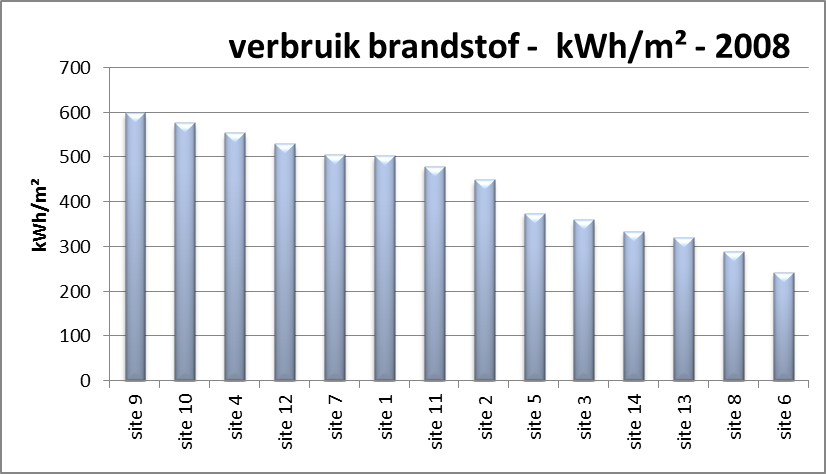 verbruik brandstof -  kWh/m² - 2008
kWh/m²
700
600
500
400
300
200
100
0
site 9
site 10
site 4
site 12
site 7
site 1
site 11
site 2
site 5
site 3
site 14
site 13
site 8
site 6